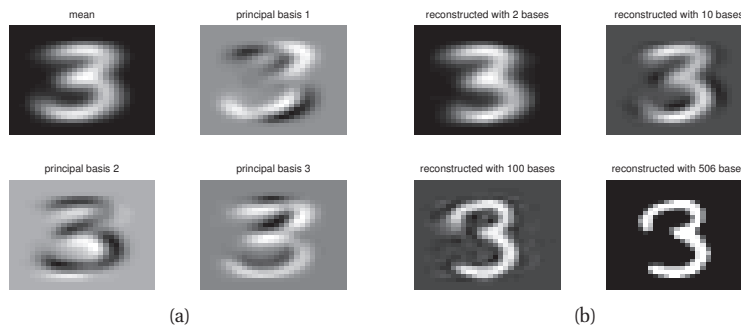 mean
principal basis 1
reconstructed with 2 bases
reconstructed with 10 bases
principal basis 2
principal basis 3
reconstructed with 100 bases
reconstructed with 506 base
(a)
(b)